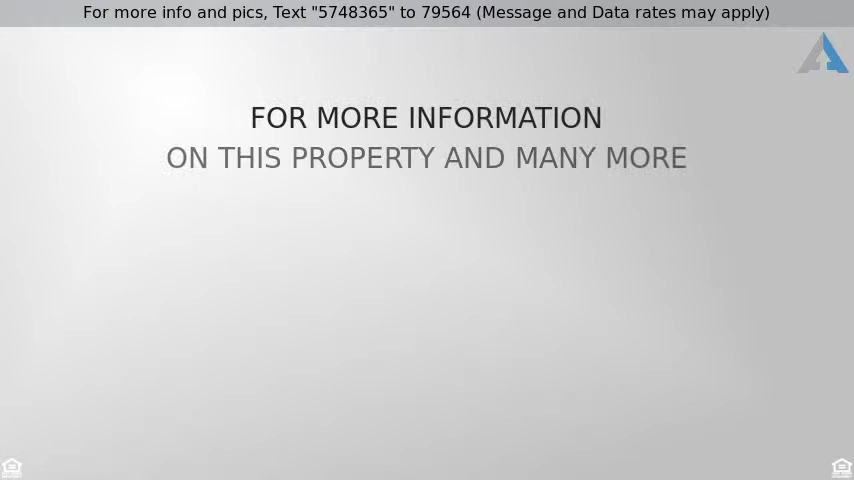 For more info and pics, Text "5748365" to 79564 (Message and Data rates may apply)
FOR MORE INFORMATION
ON THIS PROPERTY AND MANY MORE